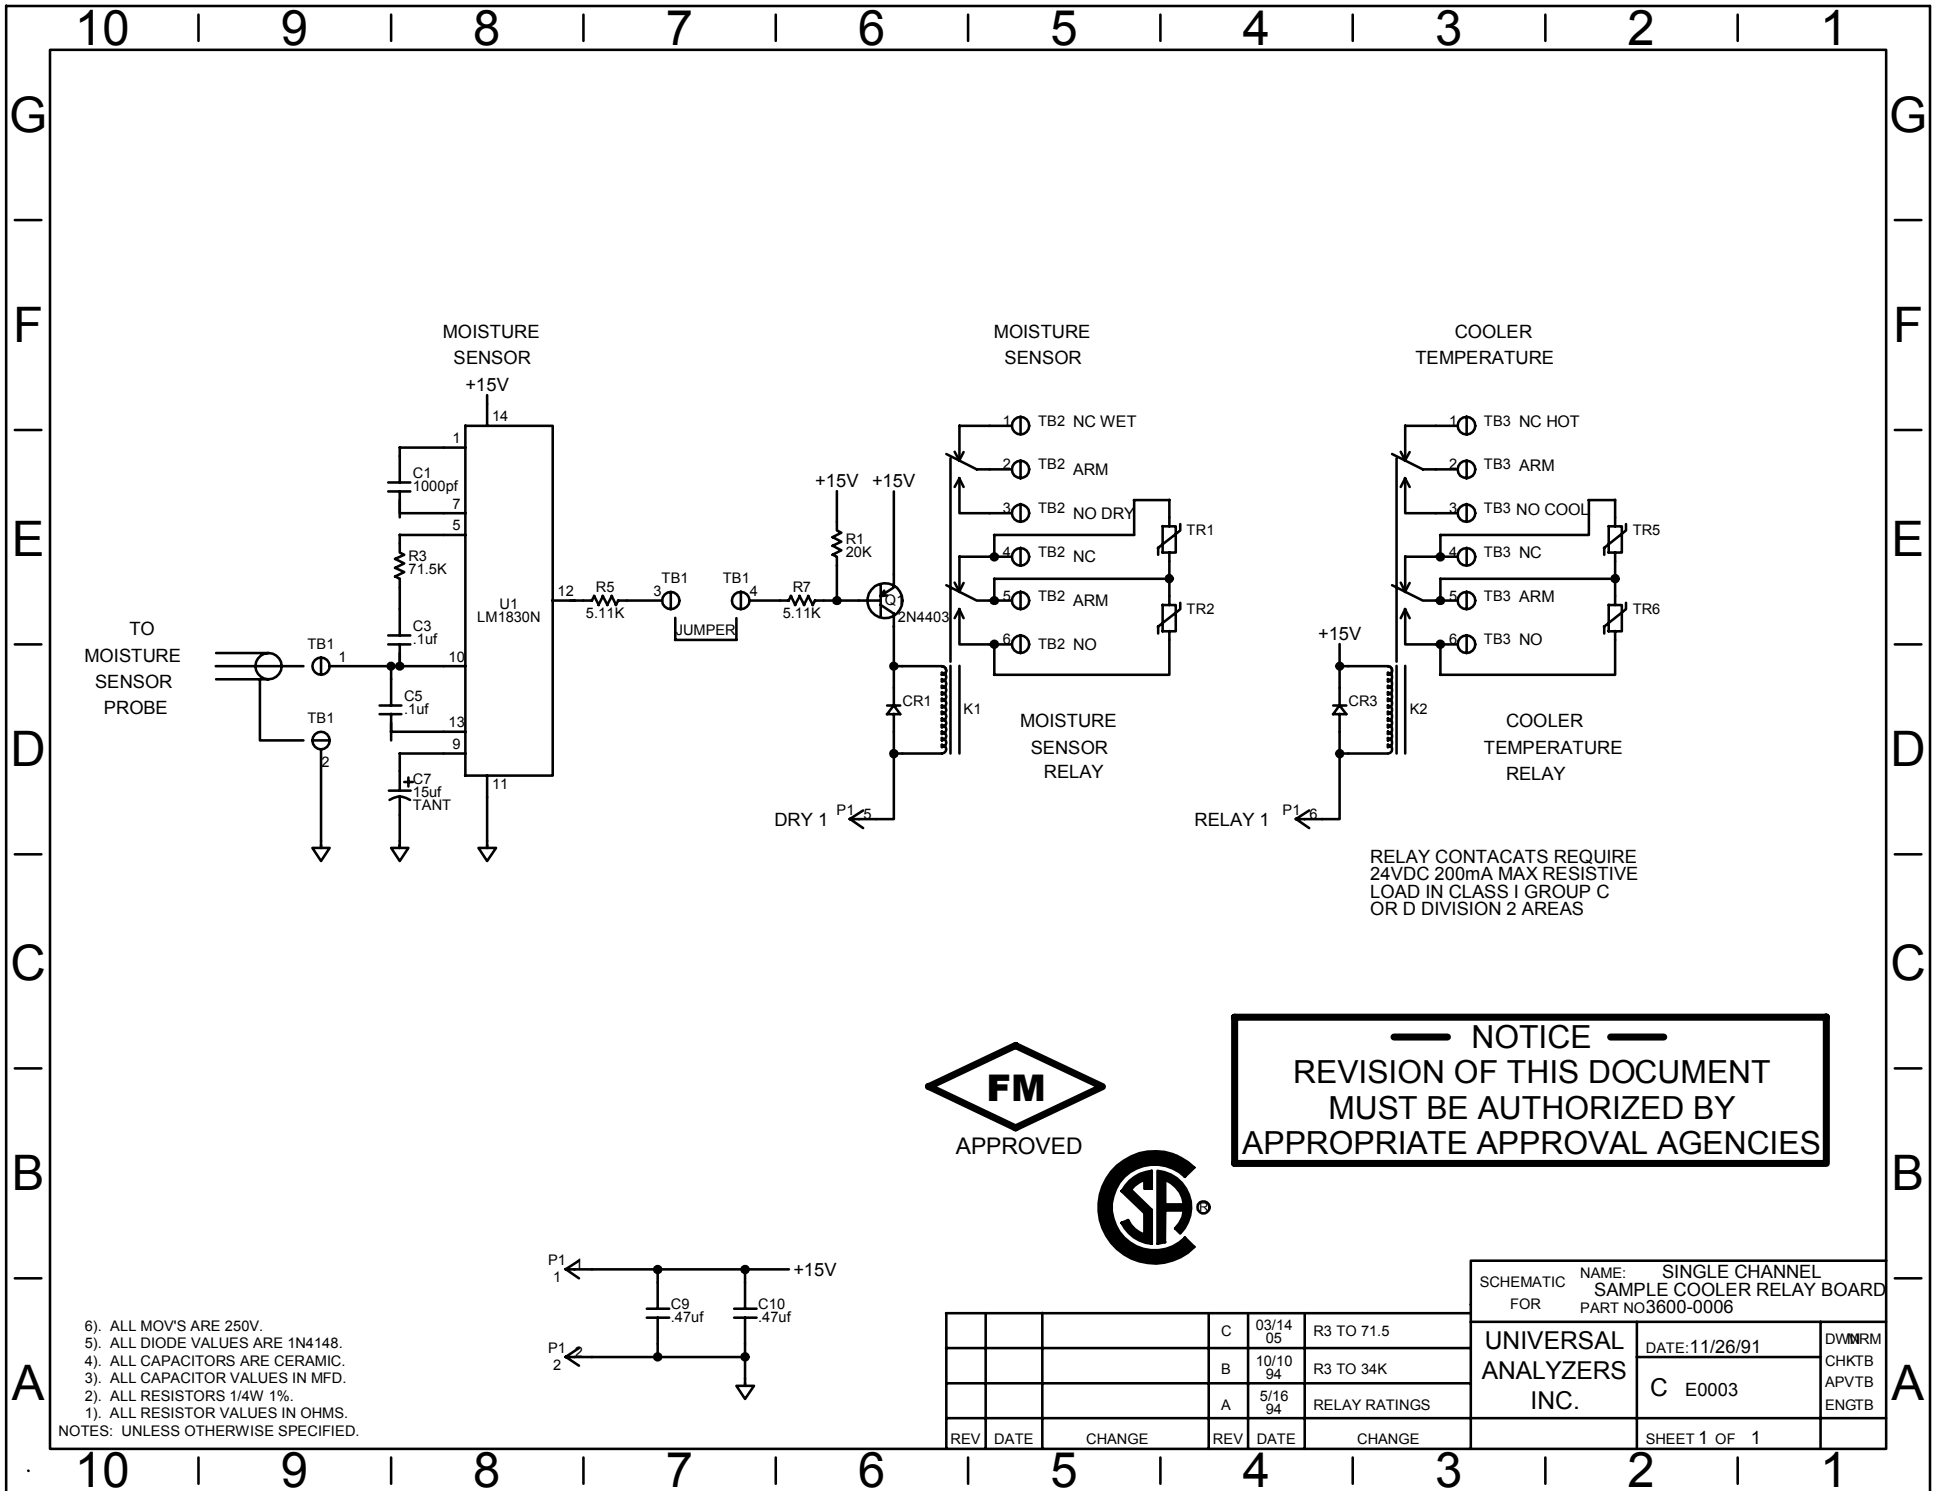 10 9 8 7 6 5 4 3 2 1
G G
F F
E E
D D
C C
B B
A A
MOISTURE
SENSOR
+15V
14
1
C1
1000pf
7
5
R3
71.5K
C3
.1uf
10
C5
.1uf
13
9
C7
+
15uf
TANT
11
U1
LM1830N
12
TO
MOISTURE
SENSOR
PROBE
TB1
1
TB1
2
R5
5.11K
TB1
3
JUMPER
TB1
4
R7
5.11K
+15V +15V
R1
20K
Q1
2N4403
MOISTURE
SENSOR
1 TB2 NC WET
2 TB2 ARM
3 TB2 NO DRY
4 TB2 NC
5 TB2 ARM
6 TB2 NO
TR1
TR2
CR1
K1
MOISTURE
SENSOR
RELAY
DRY 1 P1 5
COOLER
TEMPERATURE
1 TB3 NC HOT
2 TB3 ARM
3 TB3 NO COOL
4 TB3 NC
5 TB3 ARM
6 TB3 NO
TR5
TR6
+15V
CR3
K2
COOLER
TEMPERATURE
RELAY
RELAY 1 P1 6
RELAY CONTACATS REQUIRE
24VDC 200mA MAX RESISTIVE
LOAD IN CLASS I GROUP C
OR D DIVISION 2 AREAS
NOTICE
REVISION OF THIS DOCUMENT
MUST BE AUTHORIZED BY
APPROPRIATE APPROVAL AGENCIES
FM
APPROVED
CSA ®
P1 1
1
+15V
C9
.47uf
C10
.47uf
P1 2
2
6). ALL MOV'S ARE 250V.
5). ALL DIODE VALUES ARE 1N4148.
4). ALL CAPACITORS ARE CERAMIC.
3). ALL CAPACITOR VALUES IN MFD.
2). ALL RESISTORS 1/4W 1%.
1). ALL RESISTOR VALUES IN OHMS.
NOTES: UNLESS OTHERWISE SPECIFIED.
C 03/14 05 R3 TO 71.5
B 10/10 94 R3 TO 34K
A 5/16 94 RELAY RATINGS
REV DATE CHANGE REV DATE CHANGE
SCHEMATIC
FOR
NAME: SINGLE CHANNEL
SAMPLE COOLER RELAY BOARD
PART NO3600-0006
UNIVERSAL
ANALYZERS
INC.
DATE:11/26/91
C E0003
SHEET 1 OF 1
CHKTB
APVTB
ENGTB
10 9 8 7 6 5 4 3 2 1